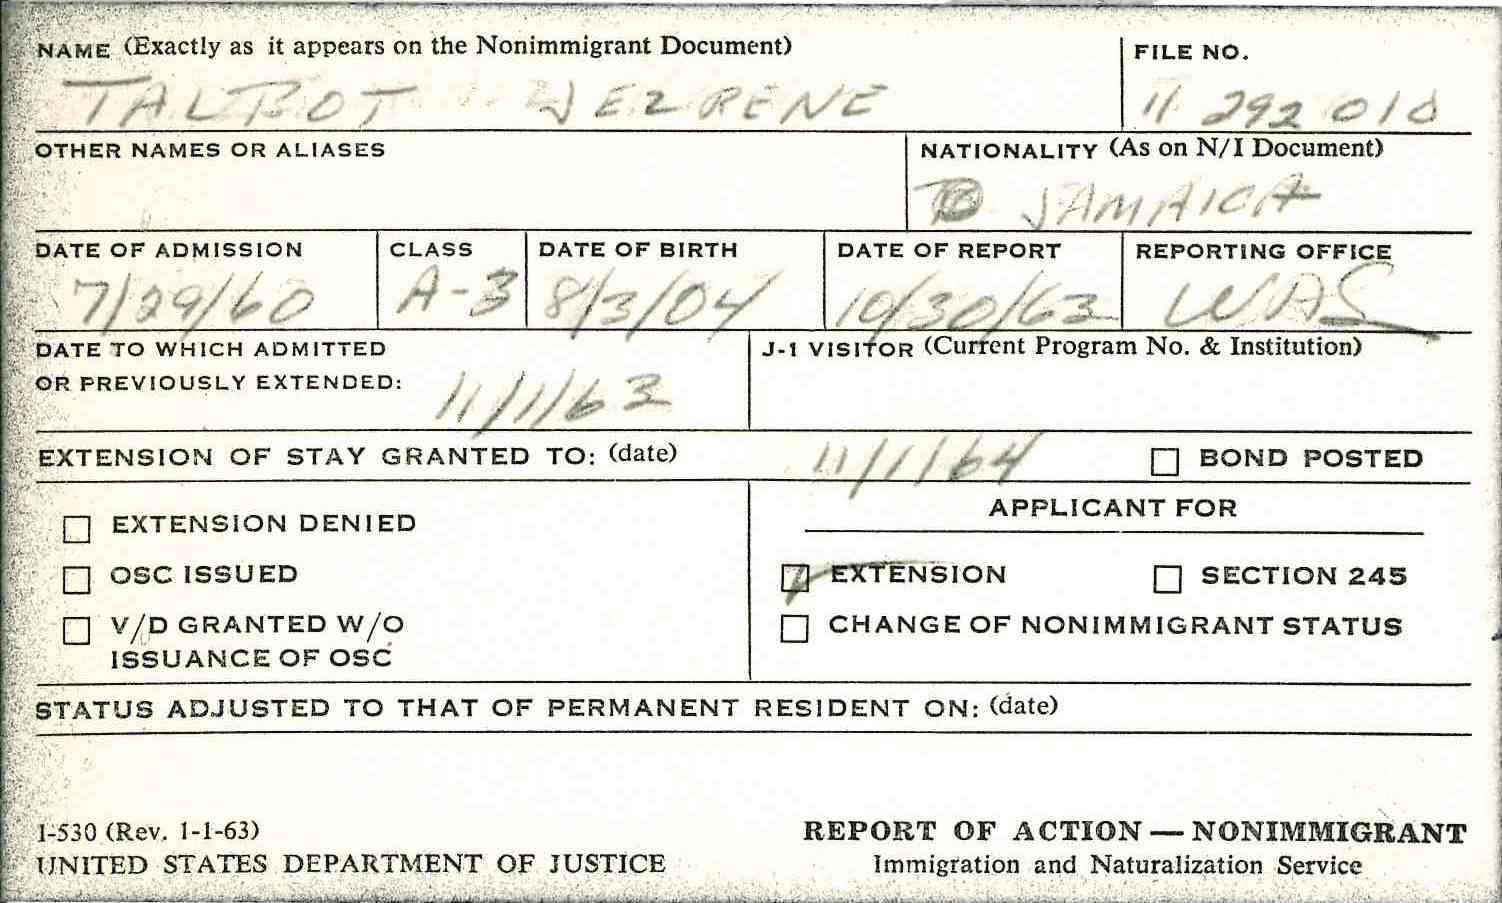 NAME (Exactly as it appears on the Nonimmigrant Document) FILE NO.
TALBOT JEZRENE 11 292 010
OTHER NAMES OR ALIASES NATIONALITY (As on N/I Document)
JAMAICA
DATE OF ADMISSION CLASS DATE OF BIRTH DATE OF REPORT REPORTING OFFICE
7/29/60 A-3 8/3/04 10/30/63 WAS
DATE TO WHICH ADMITTED J-1 VISITOR (Current Program No. & Institution)
OR PREVIOUSLY EXTENDED: 11/1/63
EXTENSION OF STAY GRANTED TO: (date) 11/1/64 BOND POSTED
APPLICANT FOR
EXTENSION DENIED
OSC ISSUED EXTENSION SECTION 245
V/D GRANTED W/O CHANGE OF NONIMMIGRANT STATUS
ISSUANCE OF OSC
STATUS ADJUSTED TO THAT OF PERMANENT RESIDENT ON: (date)
I-530 (Rev. 1-1-63) REPORT OF ACTION — NONIMMIGRANT
UNITED STATES DEPARTMENT OF JUSTICE Immigration and Naturalization Service